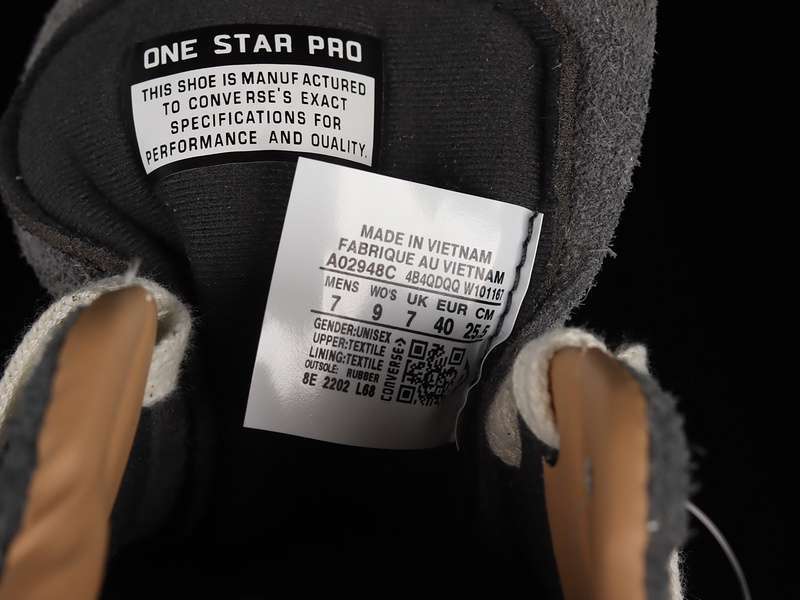 ONE STAR PRO
THIS SHOE IS MANUFACTURED
TO CONVERSE'S EXACT
SPECIFICATIONS FOR
PERFORMANCE AND QUALITY.
MADE IN VIETNAM
FABRIQUE AU VIETNAM
A02948C 4B4QDQQ W101167
MENS WO'S UK EUR CM
7 9 7 40 25.5
GENDER:UNISEX
UPPER:TEXTILE
LINING:TEXTILE
OUTSOLE: RUBBER
8E 2202 L68
CONVERSE